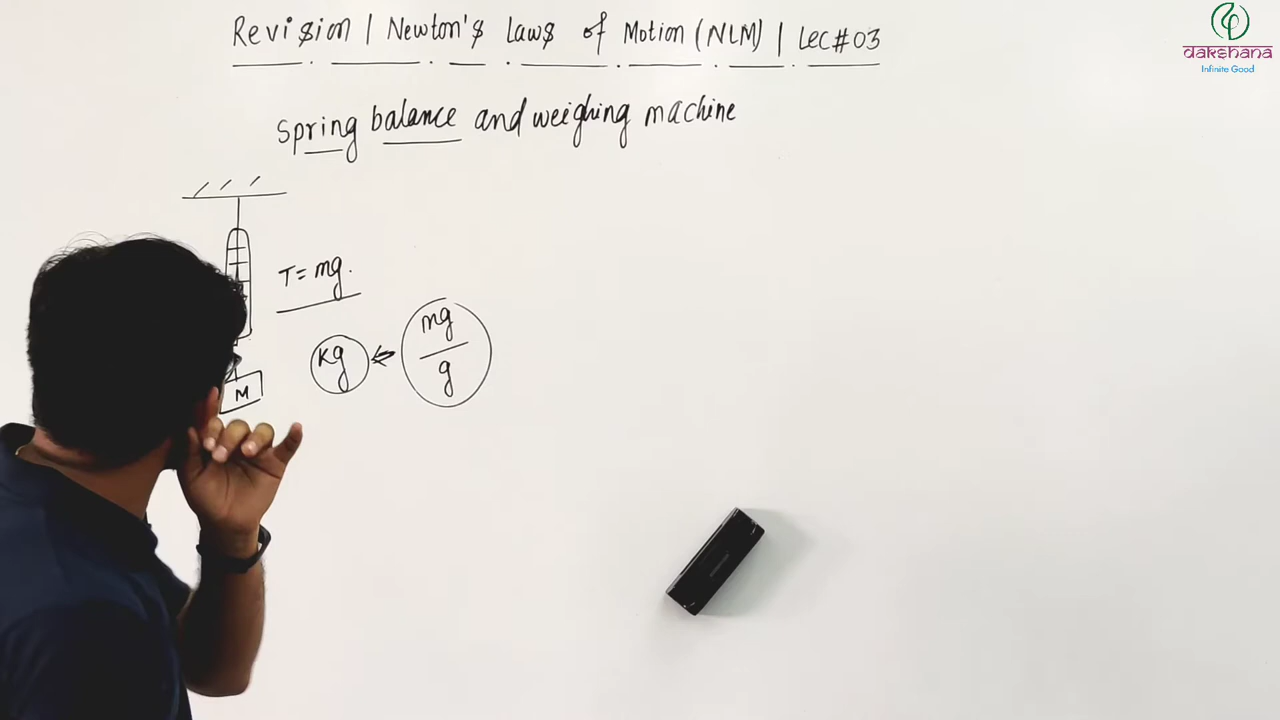 Revision | Newton's Laws of Motion (NLM) | Lec#03
dakshana
Infinite Good
Spring balance and weighing machine
T = mg.
kg ⇐ mg/g
M